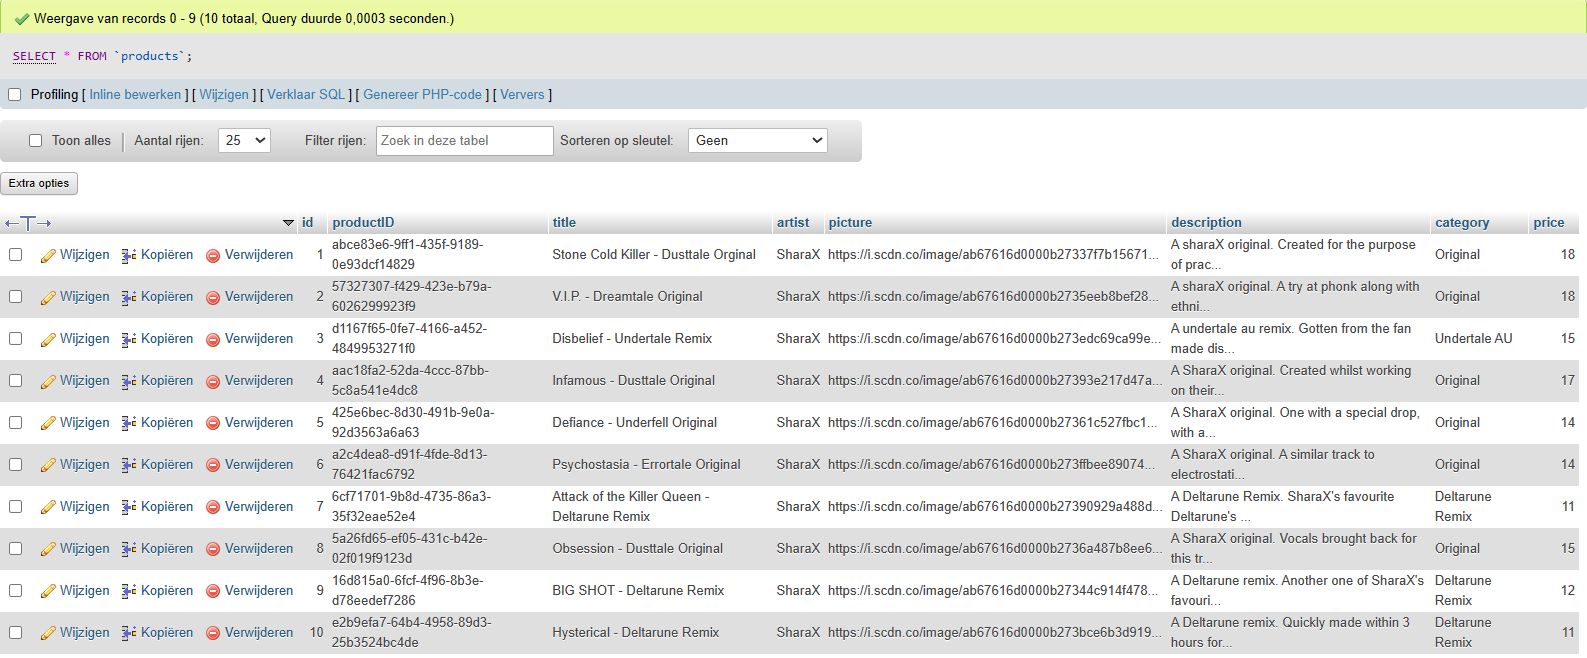 Weergave van records 0 - 9 (10 totaal, Query duurde 0,0003 seconden.)
SELECT * FROM `products`;
Profiling [ Inline bewerken ] [ Wijzigen ] [ Verklaar SQL ] [ Genereer PHP-code ] [ Ververs ]
Toon alles Aantal rijen: 25 Filter rijen: Zoek in deze tabel Sorteren op sleutel: Geen
Extra opties
←T→ id productID title artist picture description category price
Wijzigen Kopiëren Verwijderen 1 abce83e6-9ff1-435f-9189-
0e93dcf14829 Stone Cold Killer - Dusttale Orginal SharaX https://i.scdn.co/image/ab67616d0000b27337f7b15671... A sharaX original. Created for the purpose
of prac... Original 18
Wijzigen Kopiëren Verwijderen 2 57327307-f429-423e-b79a-
6026299923f9 V.I.P. - Dreamtale Original SharaX https://i.scdn.co/image/ab67616d0000b2735eeb8bef28... A sharaX original. A try at phonk along with
ethni... Original 18
Wijzigen Kopiëren Verwijderen 3 d1167f65-0fe7-4166-a452-
4849953271f0 Disbelief - Undertale Remix SharaX https://i.scdn.co/image/ab67616d0000b273edc69ca99e... A undertale au remix. Gotten from the fan
made dis... Undertale AU 15
Wijzigen Kopiëren Verwijderen 4 aac18fa2-52da-4ccc-87bb-
5c8a541e4dc8 Infamous - Dusttale Original SharaX https://i.scdn.co/image/ab67616d0000b27393e217d47a... A SharaX original. Created whilst working
on their... Original 17
Wijzigen Kopiëren Verwijderen 5 425e6bec-8d30-491b-9e0a-
92d3563a6a63 Defiance - Underfell Original SharaX https://i.scdn.co/image/ab67616d0000b27361c527fbc1... A SharaX original. One with a special drop,
with a... Original 14
Wijzigen Kopiëren Verwijderen 6 a2c4dea8-d91f-4fde-8d13-
76421fac6792 Psychostasia - Errortale Original SharaX https://i.scdn.co/image/ab67616d0000b273ffbee89074... A SharaX original. A similar track to
electrostati... Original 14
Wijzigen Kopiëren Verwijderen 7 6cf71701-9b8d-4735-86a3-
35f32eae52e4 Attack of the Killer Queen -
Deltarune Remix SharaX https://i.scdn.co/image/ab67616d0000b27390929a488d... A Deltarune Remix. SharaX's favourite
Deltarune's ... Deltarune
Remix 11
Wijzigen Kopiëren Verwijderen 8 5a26fd65-ef05-431c-b42e-
02f019f9123d Obsession - Dusttale Original SharaX https://i.scdn.co/image/ab67616d0000b2736a487b8ee6... A SharaX original. Vocals brought back for
this tr... Original 15
Wijzigen Kopiëren Verwijderen 9 16d815a0-6fcf-4f96-8b3e-
d78eedef7286 BIG SHOT - Deltarune Remix SharaX https://i.scdn.co/image/ab67616d0000b27344c914f478... A Deltarune remix. Another one of SharaX's
favouri... Deltarune
Remix 12
Wijzigen Kopiëren Verwijderen 10 e2b9efa7-64b4-4958-89d3-
25b3524bc4de Hysterical - Deltarune Remix SharaX https://i.scdn.co/image/ab67616d0000b273bce6b3d919... A Deltarune remix. Quickly made within 3
hours for... Deltarune
Remix 11